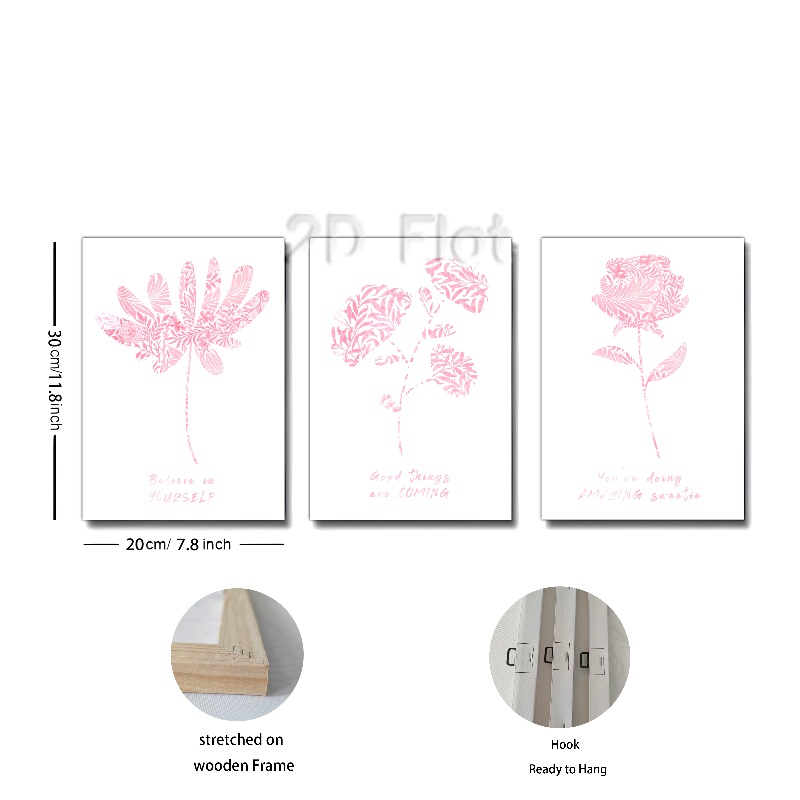 2D Flat
30cm/11.8inch
Believe in
YOURSELF
Good things
are COMING
You're doing
AMAZING sweetie
20cm/ 7.8 inch
stretched on
wooden Frame
Hook
Ready to Hang